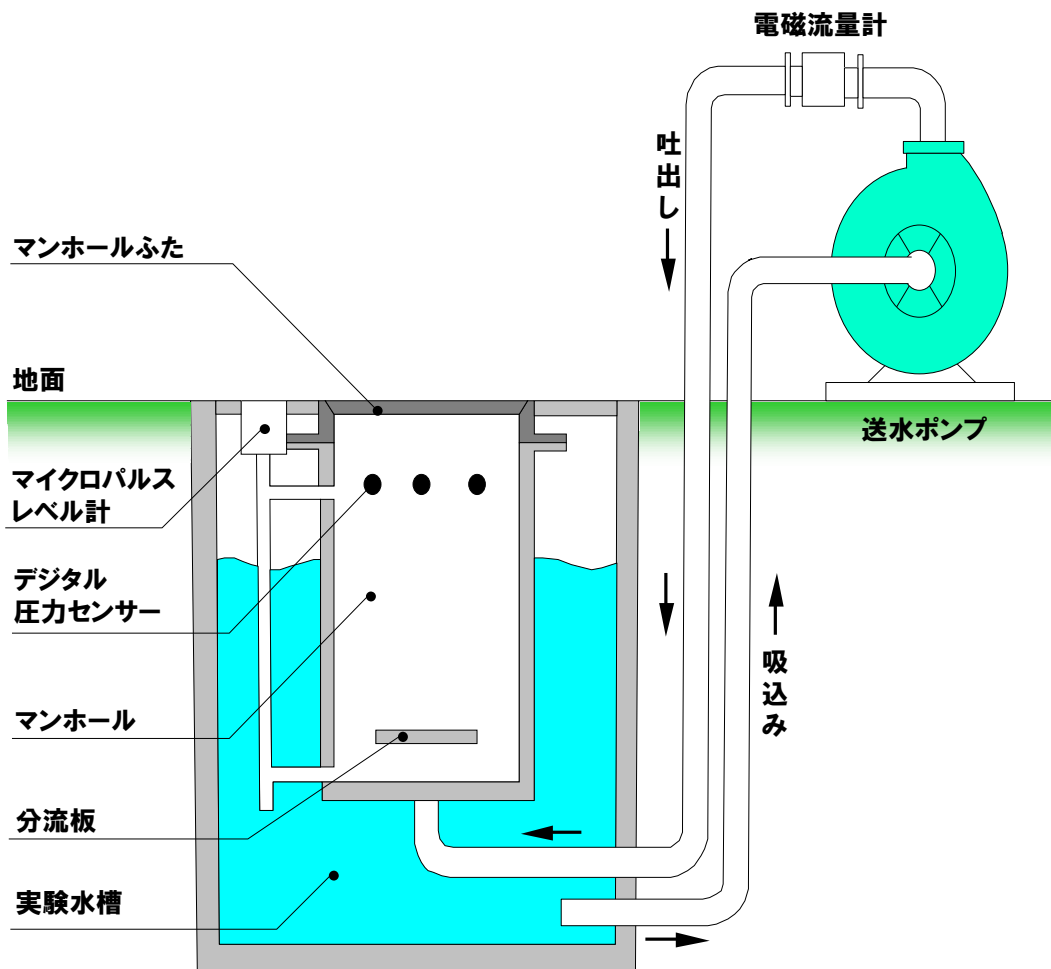 電磁流量計
吐出し
マンホールふた
地面
送水ポンプ
マイクロパルス
レベル計
デジタル
圧力センサー
吸込み
マンホール
分流板
実験水槽